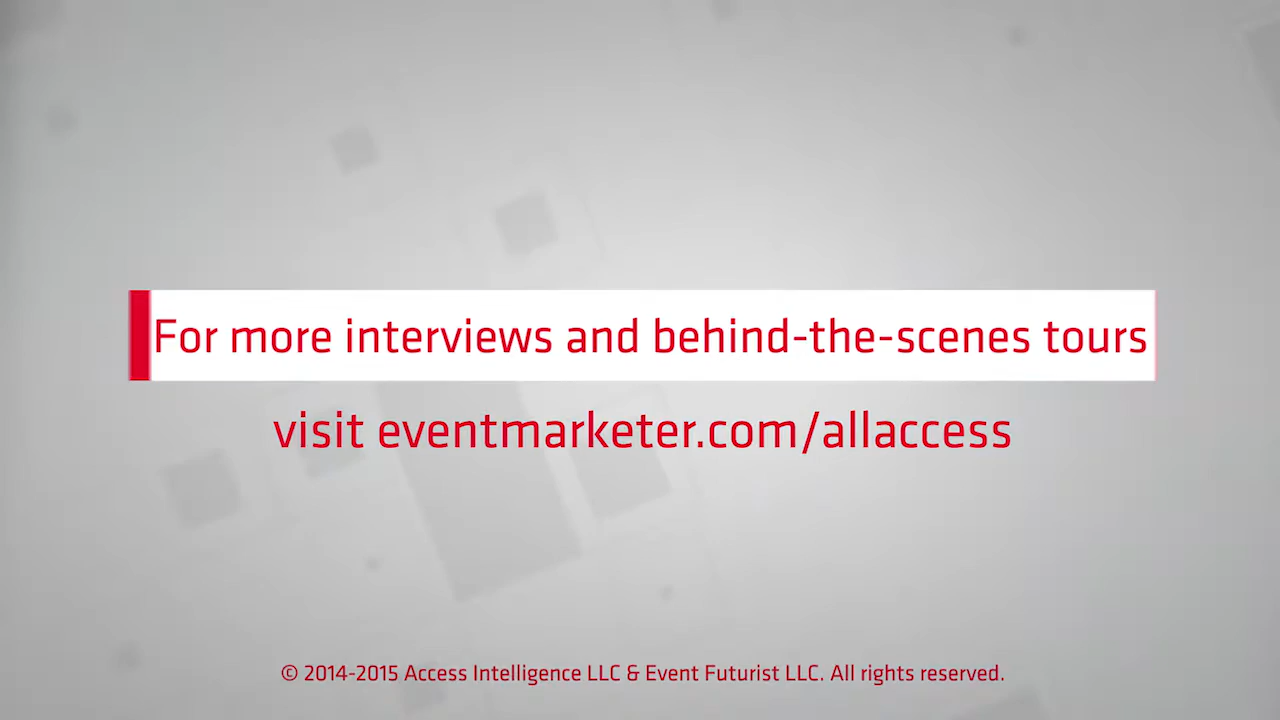 For more interviews and behind-the-scenes tours
visit eventmarketer.com/allaccess
© 2014-2015 Access Intelligence LLC & Event Futurist LLC. All rights reserved.